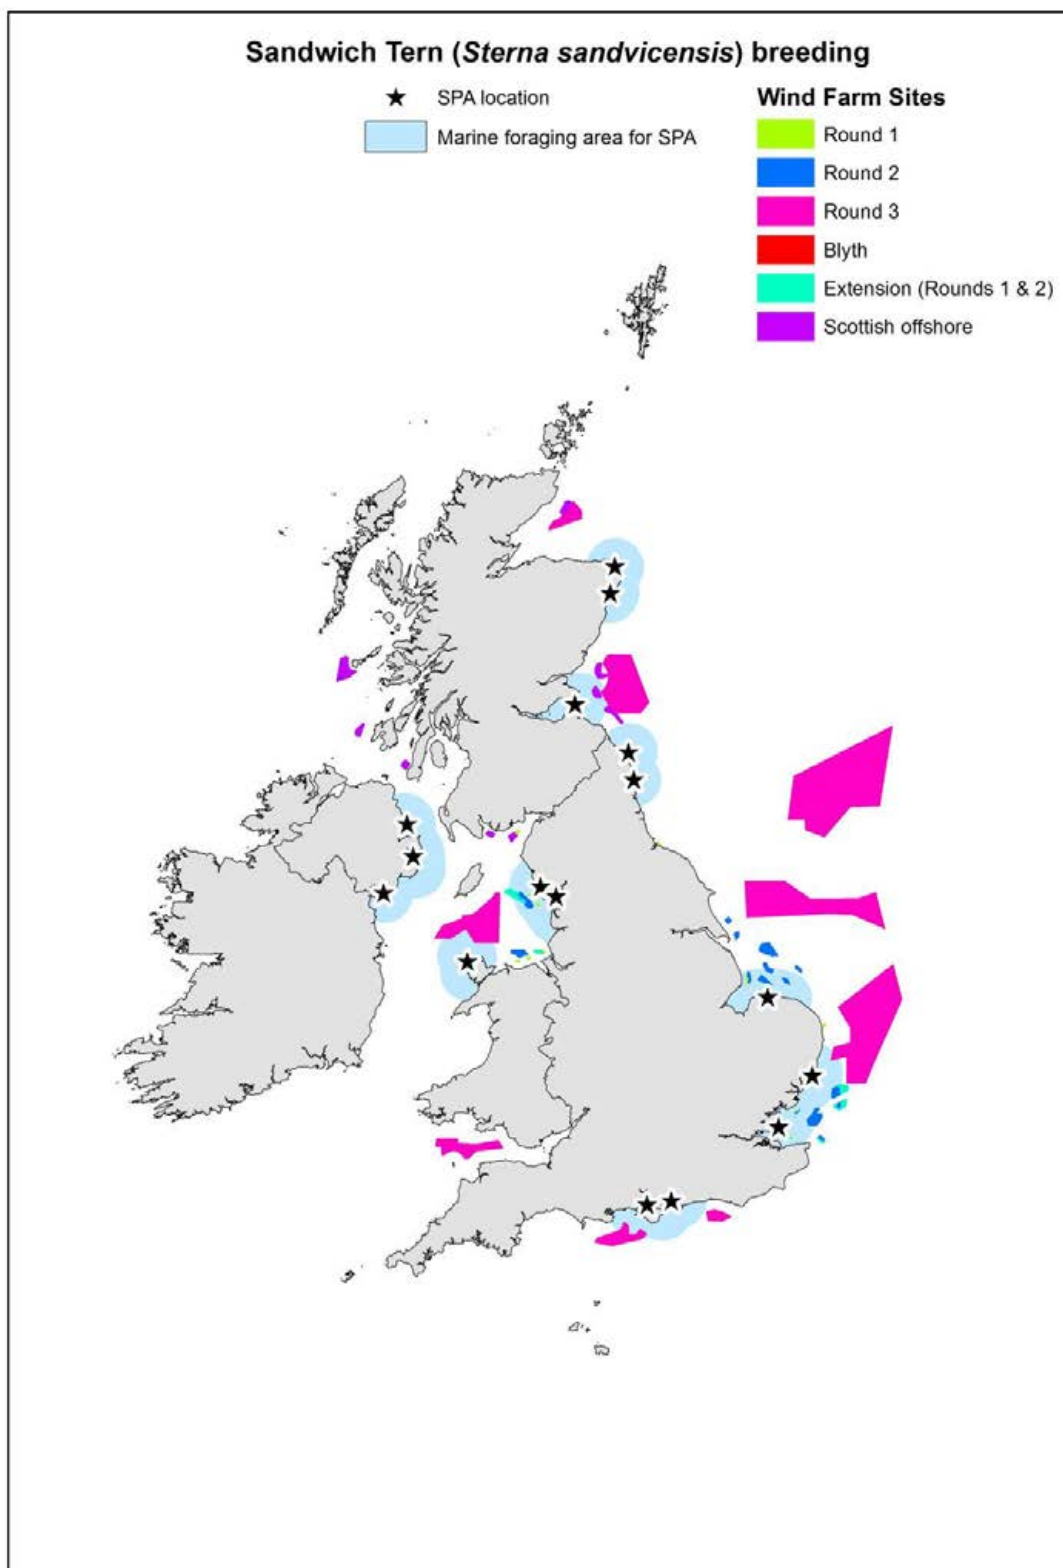 Sandwich Tern (Sterna sandvicensis) breeding
SPA location
Marine foraging area for SPA
Wind Farm Sites
Round 1
Round 2
Round 3
Blyth
Extension (Rounds 1 & 2)
Scottish offshore